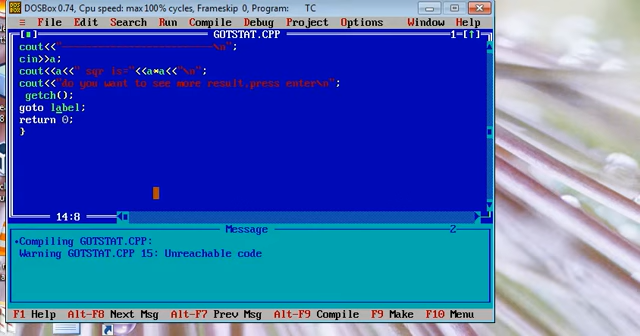 DOSBox 0.74, Cpu speed: max 100% cycles, Frameskip 0, Program: TC
≡ File Edit Search Run Compile Debug Project Options Window Help
[■] GOTSTAT.CPP 1=[↑]
cout<<"----------------------------\n";
cin>>a;
cout<<a<<" sqr is="<<a*a<<"\n";
cout<<"do you want to see more result,press enter\n";
getch();
goto label;
return 0;
}
14:8
Message 2
•Compiling GOTSTAT.CPP:
Warning GOTSTAT.CPP 15: Unreachable code
F1 Help Alt-F8 Next Msg Alt-F7 Prev Msg Alt-F9 Compile F9 Make F10 Menu